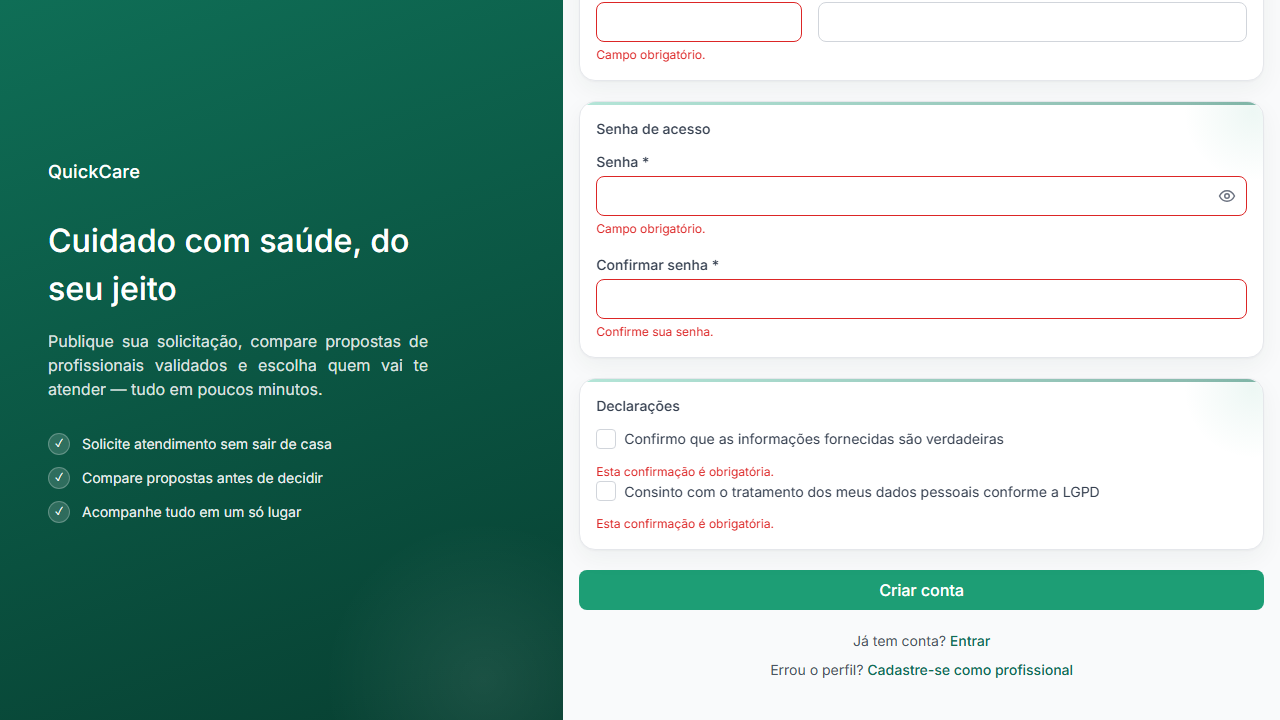 QuickCare
Cuidado com saúde, do
seu jeito
Publique sua solicitação, compare propostas de
profissionais validados e escolha quem vai te
atender — tudo em poucos minutos.
Solicite atendimento sem sair de casa
Compare propostas antes de decidir
Acompanhe tudo em um só lugar
Campo obrigatório.
Senha de acesso
Senha *
Campo obrigatório.
Confirmar senha *
Confirme sua senha.
Declarações
Confirmo que as informações fornecidas são verdadeiras
Esta confirmação é obrigatória.
Consinto com o tratamento dos meus dados pessoais conforme a LGPD
Esta confirmação é obrigatória.
Criar conta
Já tem conta? Entrar
Errou o perfil? Cadastre-se como profissional